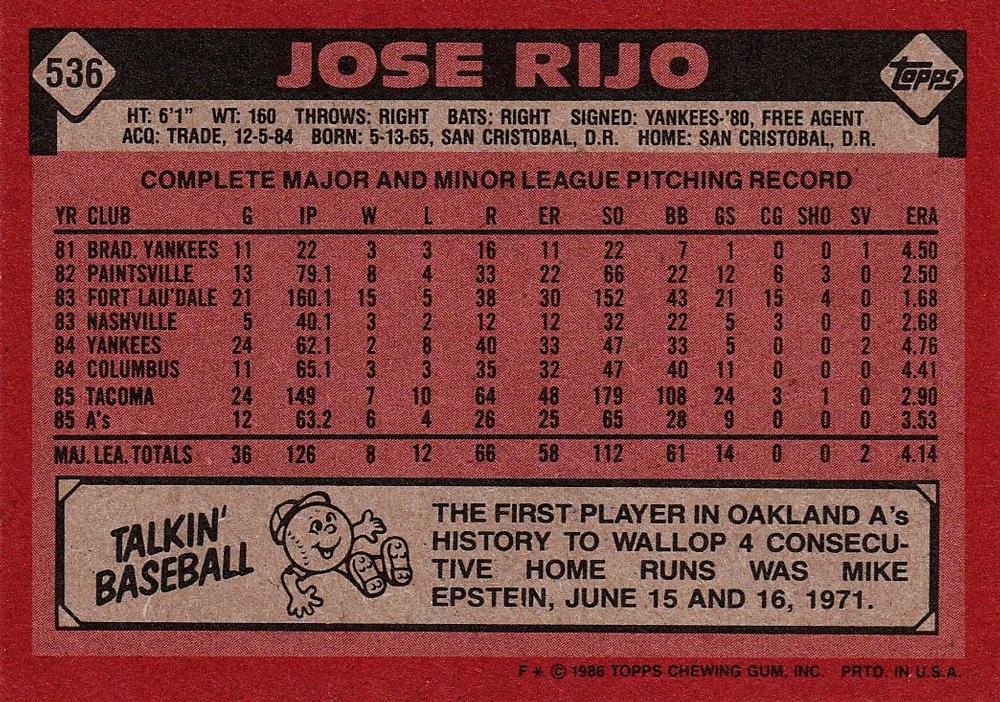 536 JOSE RIJO Topps
HT: 6'1" WT: 160 THROWS: RIGHT BATS: RIGHT SIGNED: YANKEES-'80, FREE AGENT
ACQ: TRADE, 12-5-84 BORN: 5-13-65, SAN CRISTOBAL, D.R. HOME: SAN CRISTOBAL, D.R.
COMPLETE MAJOR AND MINOR LEAGUE PITCHING RECORD
YR CLUB G IP W L R ER SO BB GS CG SHO SV ERA
81 BRAD. YANKEES 11 22 3 3 16 11 22 7 1 0 0 1 4.50
82 PAINTSVILLE 13 79.1 8 4 33 22 66 22 12 6 3 0 2.50
83 FORT LAU'DALE 21 160.1 15 5 38 30 152 43 21 15 4 0 1.68
83 NASHVILLE 5 40.1 3 2 12 12 32 22 5 3 0 0 2.68
84 YANKEES 24 62.1 2 8 40 33 47 33 5 0 0 2 4.76
84 COLUMBUS 11 65.1 3 3 35 32 47 40 11 0 0 0 4.41
85 TACOMA 24 149 7 10 64 48 179 108 24 3 1 0 2.90
85 A's 12 63.2 6 4 26 25 65 28 9 0 0 0 3.53
MAJ. LEA. TOTALS 36 126 8 12 66 58 112 61 14 0 0 2 4.14
TALKIN'
BASEBALL
THE FIRST PLAYER IN OAKLAND A's
HISTORY TO WALLOP 4 CONSECU-
TIVE HOME RUNS WAS MIKE
EPSTEIN, JUNE 15 AND 16, 1971.
F * © 1986 TOPPS CHEWING GUM, INC. PRTD. IN U.S.A.